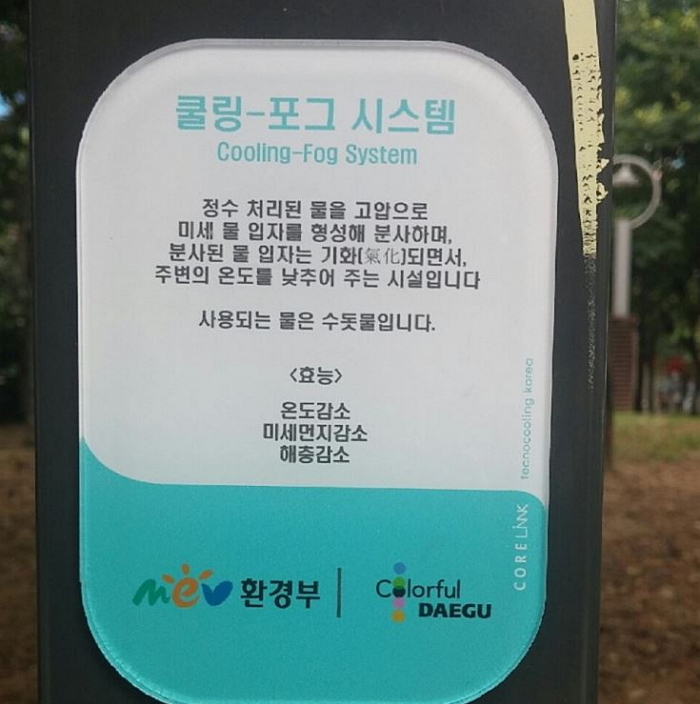 쿨링-포그 시스템
Cooling-Fog System
정수 처리된 물을 고압으로
미세 물 입자를 형성해 분사하며,
분사된 물 입자는 기화(氣化)되면서,
주변의 온도를 낮추어 주는 시설입니다
사용되는 물은 수돗물입니다.
<효능>
온도감소
미세먼지감소
해충감소
CORELINK tecnocooling korea
mev 환경부
Colorful
DAEGU